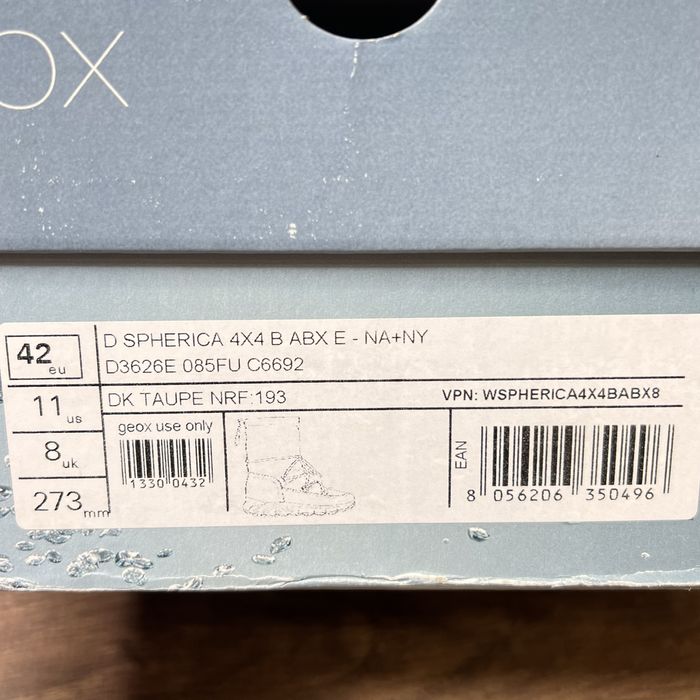 OX
D SPHERICA 4X4 B ABX E - NA+NY
D3626E 085FU C6692
42 eu
11 us
8 uk
273 mm
DK TAUPE NRF:193
VPN: WSPHERICA4X4BABX8
geox use only
1330 0432
EAN
8 056206 350496